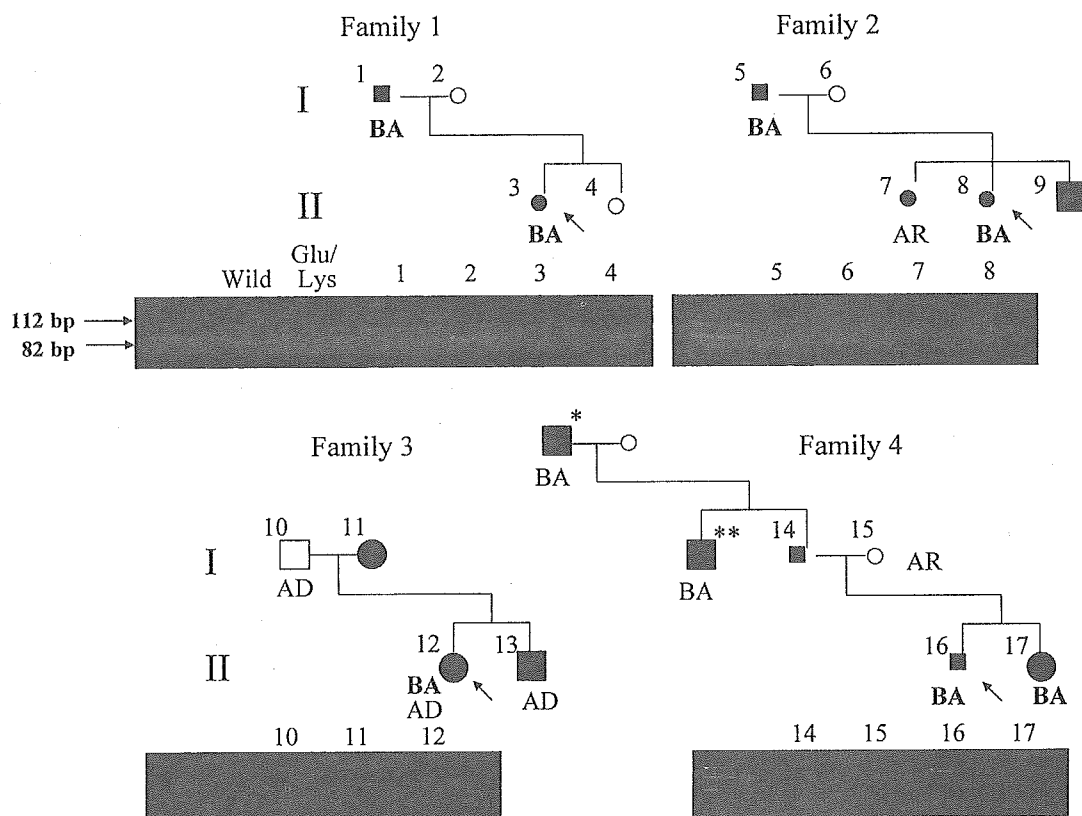 Family 1 Family 2
1 2 5 6
I
BA BA
3 4 7 8 9
II
BA AR BA
Wild Glu/Lys 1 2 3 4 5 6 7 8
112 bp
82 bp
Family 3 * Family 4
BA
10 11 ** 14 15
I
AD BA AR
12 13 16 17
II
BA AD BA BA
AD
10 11 12 14 15 16 17